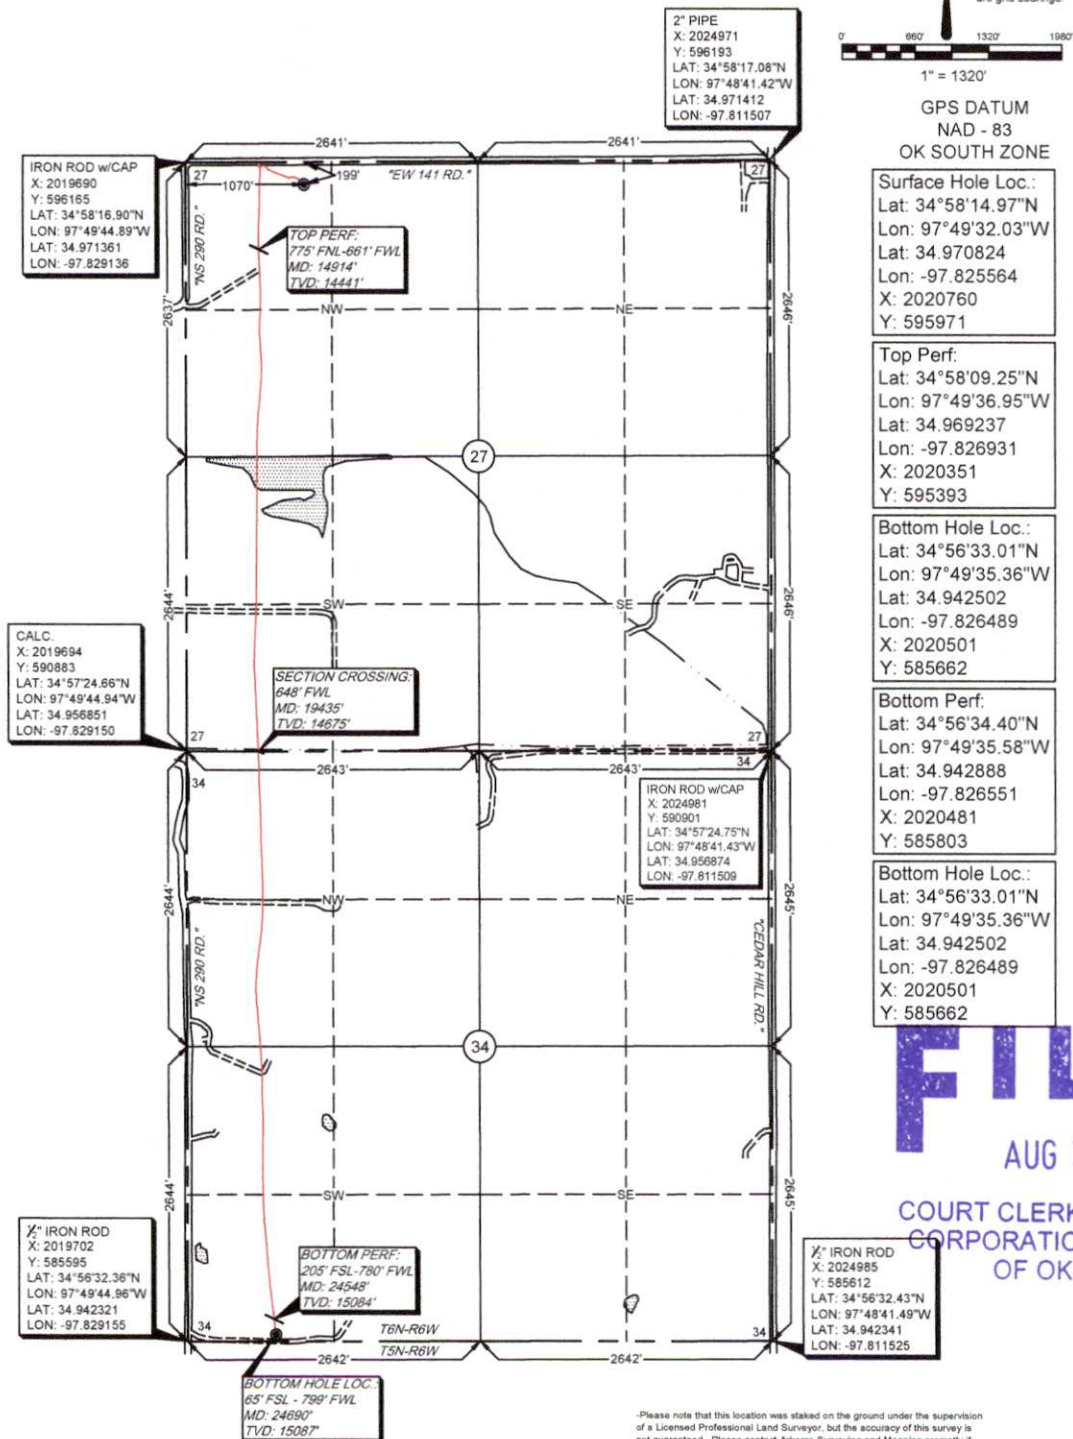 2" PIPE
X: 2024971
Y: 596193
LAT: 34°58'17.08"N
LON: 97°48'41.42"W
LAT: 34.971412
LON: -97.811507
0'
660'
1320'
1980'
1" = 1320'
GPS DATUM
NAD - 83
OK SOUTH ZONE
IRON ROD w/CAP
X: 2019690
Y: 596165
LAT: 34°58'16.90"N
LON: 97°49'44.89"W
LAT: 34.971361
LON: -97.829136
2641'
2641'
27
1070'
199'
"EW 141 RD."
27
"NS 290 RD."
TOP PERF:
775' FNL-661' FWL
MD: 14914'
TVD: 14441'
2637'
NW
NE
2646'
Surface Hole Loc.:
Lat: 34°58'14.97"N
Lon: 97°49'32.03"W
Lat: 34.970824
Lon: -97.825564
X: 2020760
Y: 595971
Top Perf:
Lat: 34°58'09.25"N
Lon: 97°49'36.95"W
Lat: 34.969237
Lon: -97.826931
X: 2020351
Y: 595393
27
Bottom Hole Loc.:
Lat: 34°56'33.01"N
Lon: 97°49'35.36"W
Lat: 34.942502
Lon: -97.826489
X: 2020501
Y: 585662
2644'
SW
SE
2646'
CALC.
X: 2019694
Y: 590883
LAT: 34°57'24.66"N
LON: 97°49'44.94"W
LAT: 34.956851
LON: -97.829150
SECTION CROSSING:
648' FWL
MD: 19435'
TVD: 14675'
27
27
34
2643'
2643'
34
Bottom Perf:
Lat: 34°56'34.40"N
Lon: 97°49'35.58"W
Lat: 34.942888
Lon: -97.826551
X: 2020481
Y: 585803
IRON ROD w/CAP
X: 2024981
Y: 590901
LAT: 34°57'24.75"N
LON: 97°48'41.43"W
LAT: 34.956874
LON: -97.811509
Bottom Hole Loc.:
Lat: 34°56'33.01"N
Lon: 97°49'35.36"W
Lat: 34.942502
Lon: -97.826489
X: 2020501
Y: 585662
2644'
NW
NE
2645'
"NS 290 RD."
"CEDAR HILL RD."
34
AUG
COURT CLERK
CORPORATIO
OF OK
2644'
SW
SE
2645'
½" IRON ROD
X: 2019702
Y: 585595
LAT: 34°56'32.36"N
LON: 97°49'44.96"W
LAT: 34.942321
LON: -97.829155
BOTTOM PERF:
205' FSL-780' FWL
MD: 24548'
TVD: 15084'
½" IRON ROD
X: 2024985
Y: 585612
LAT: 34°56'32.43"N
LON: 97°48'41.49"W
LAT: 34.942341
LON: -97.811525
34
T6N-R6W
T5N-R6W
34
2642'
2642'
BOTTOM HOLE LOC.:
65' FSL - 799' FWL
MD: 24690'
TVD: 15087'
-Please note that this location was staked on the ground under the supervision
of a Licensed Professional Land Surveyor, but the accuracy of this survey is